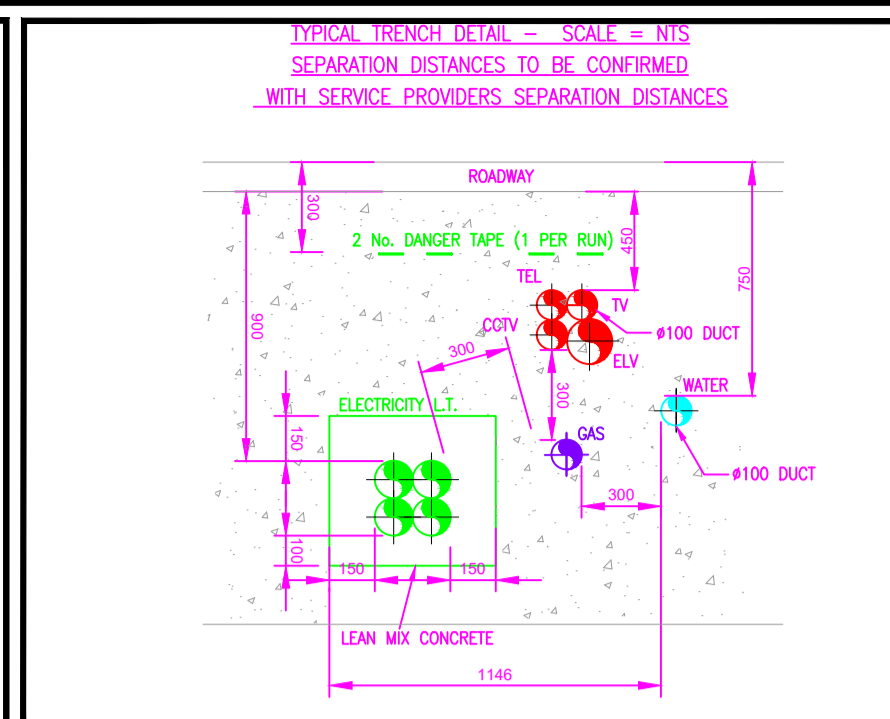 TYPICAL TRENCH DETAIL – SCALE = NTS
SEPARATION DISTANCES TO BE CONFIRMED
WITH SERVICE PROVIDERS SEPARATION DISTANCES
ROADWAY
300
450
750
2 No. DANGER TAPE (1 PER RUN)
TEL
TV
900
CCTV
ø100 DUCT
300
ELV
WATER
300
ELECTRICITY L.T.
GAS
150
ø100 DUCT
300
100
150
150
LEAN MIX CONCRETE
1146